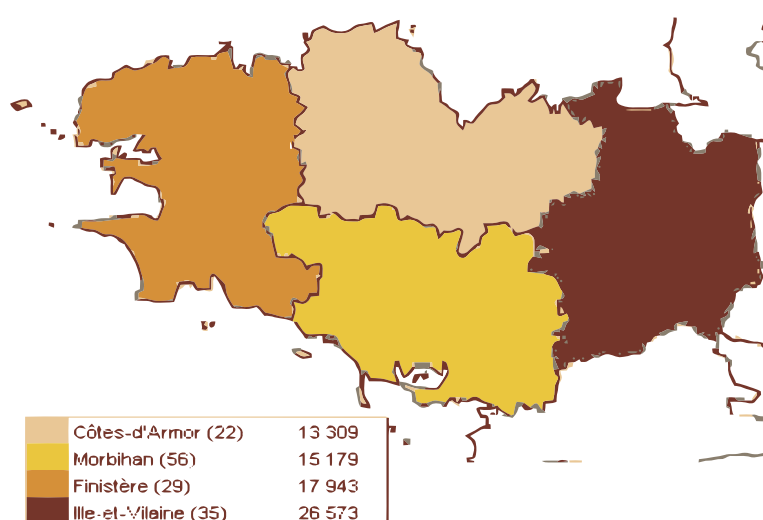 Côtes-d'Armor (22) 13 309
Morbihan (56) 15 179
Finistère (29) 17 943
Ille-et-Vilaine (35) 26 573